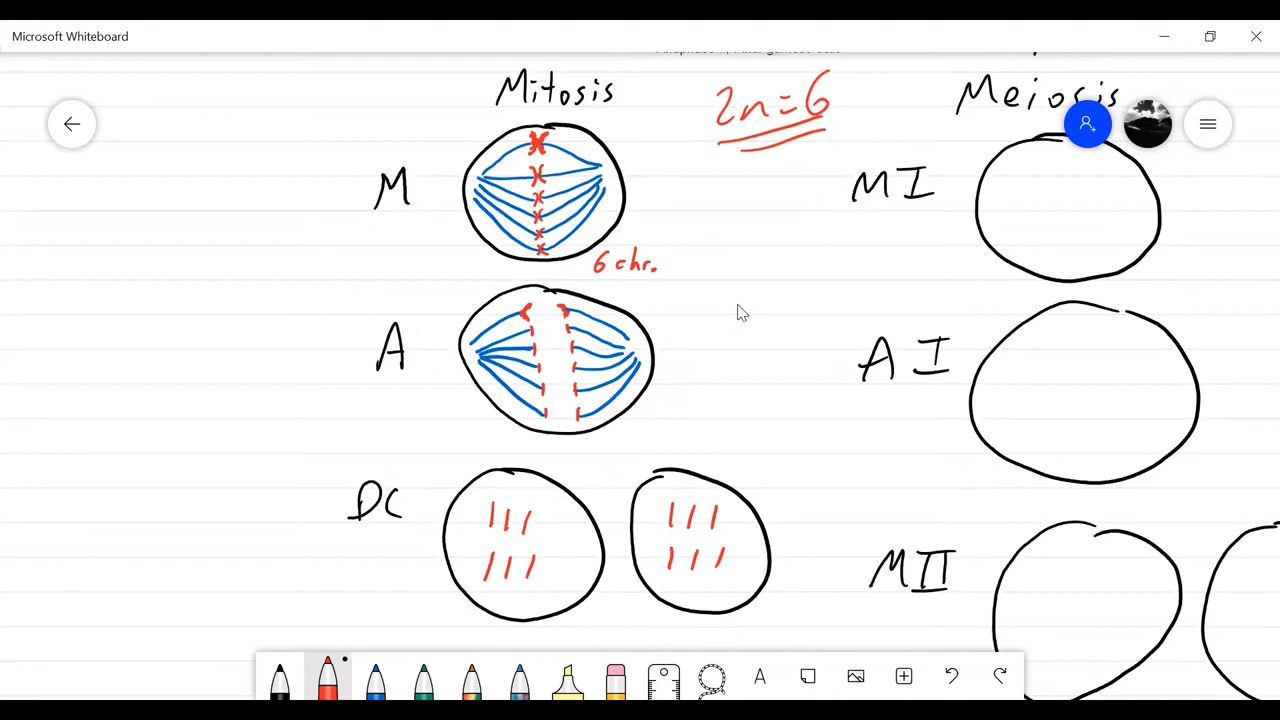 Microsoft Whiteboard
Mitosis
2n=6
Meiosis
M
MI
6 chr.
A
AI
DC
MII
A